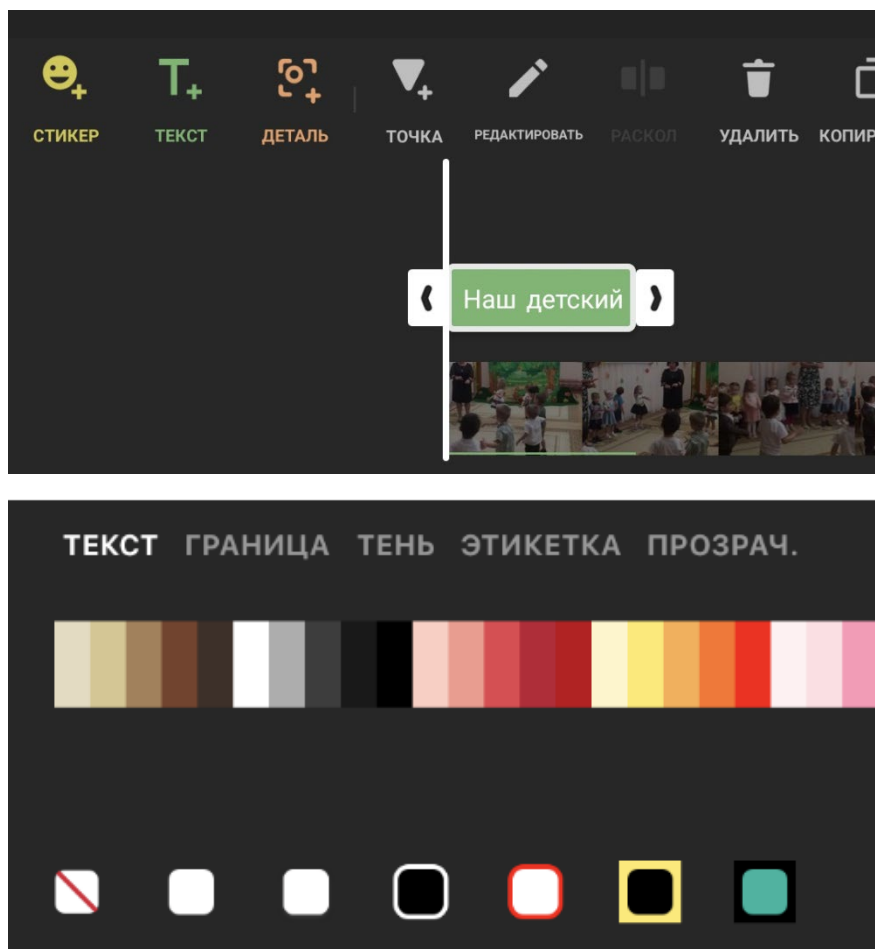 СТИКЕР ТЕКСТ ДЕТАЛЬ ТОЧКА РЕДАКТИРОВАТЬ РАСКОЛ УДАЛИТЬ КОПИР
Наш детский
ТЕКСТ ГРАНИЦА ТЕНЬ ЭТИКЕТКА ПРОЗРАЧ.